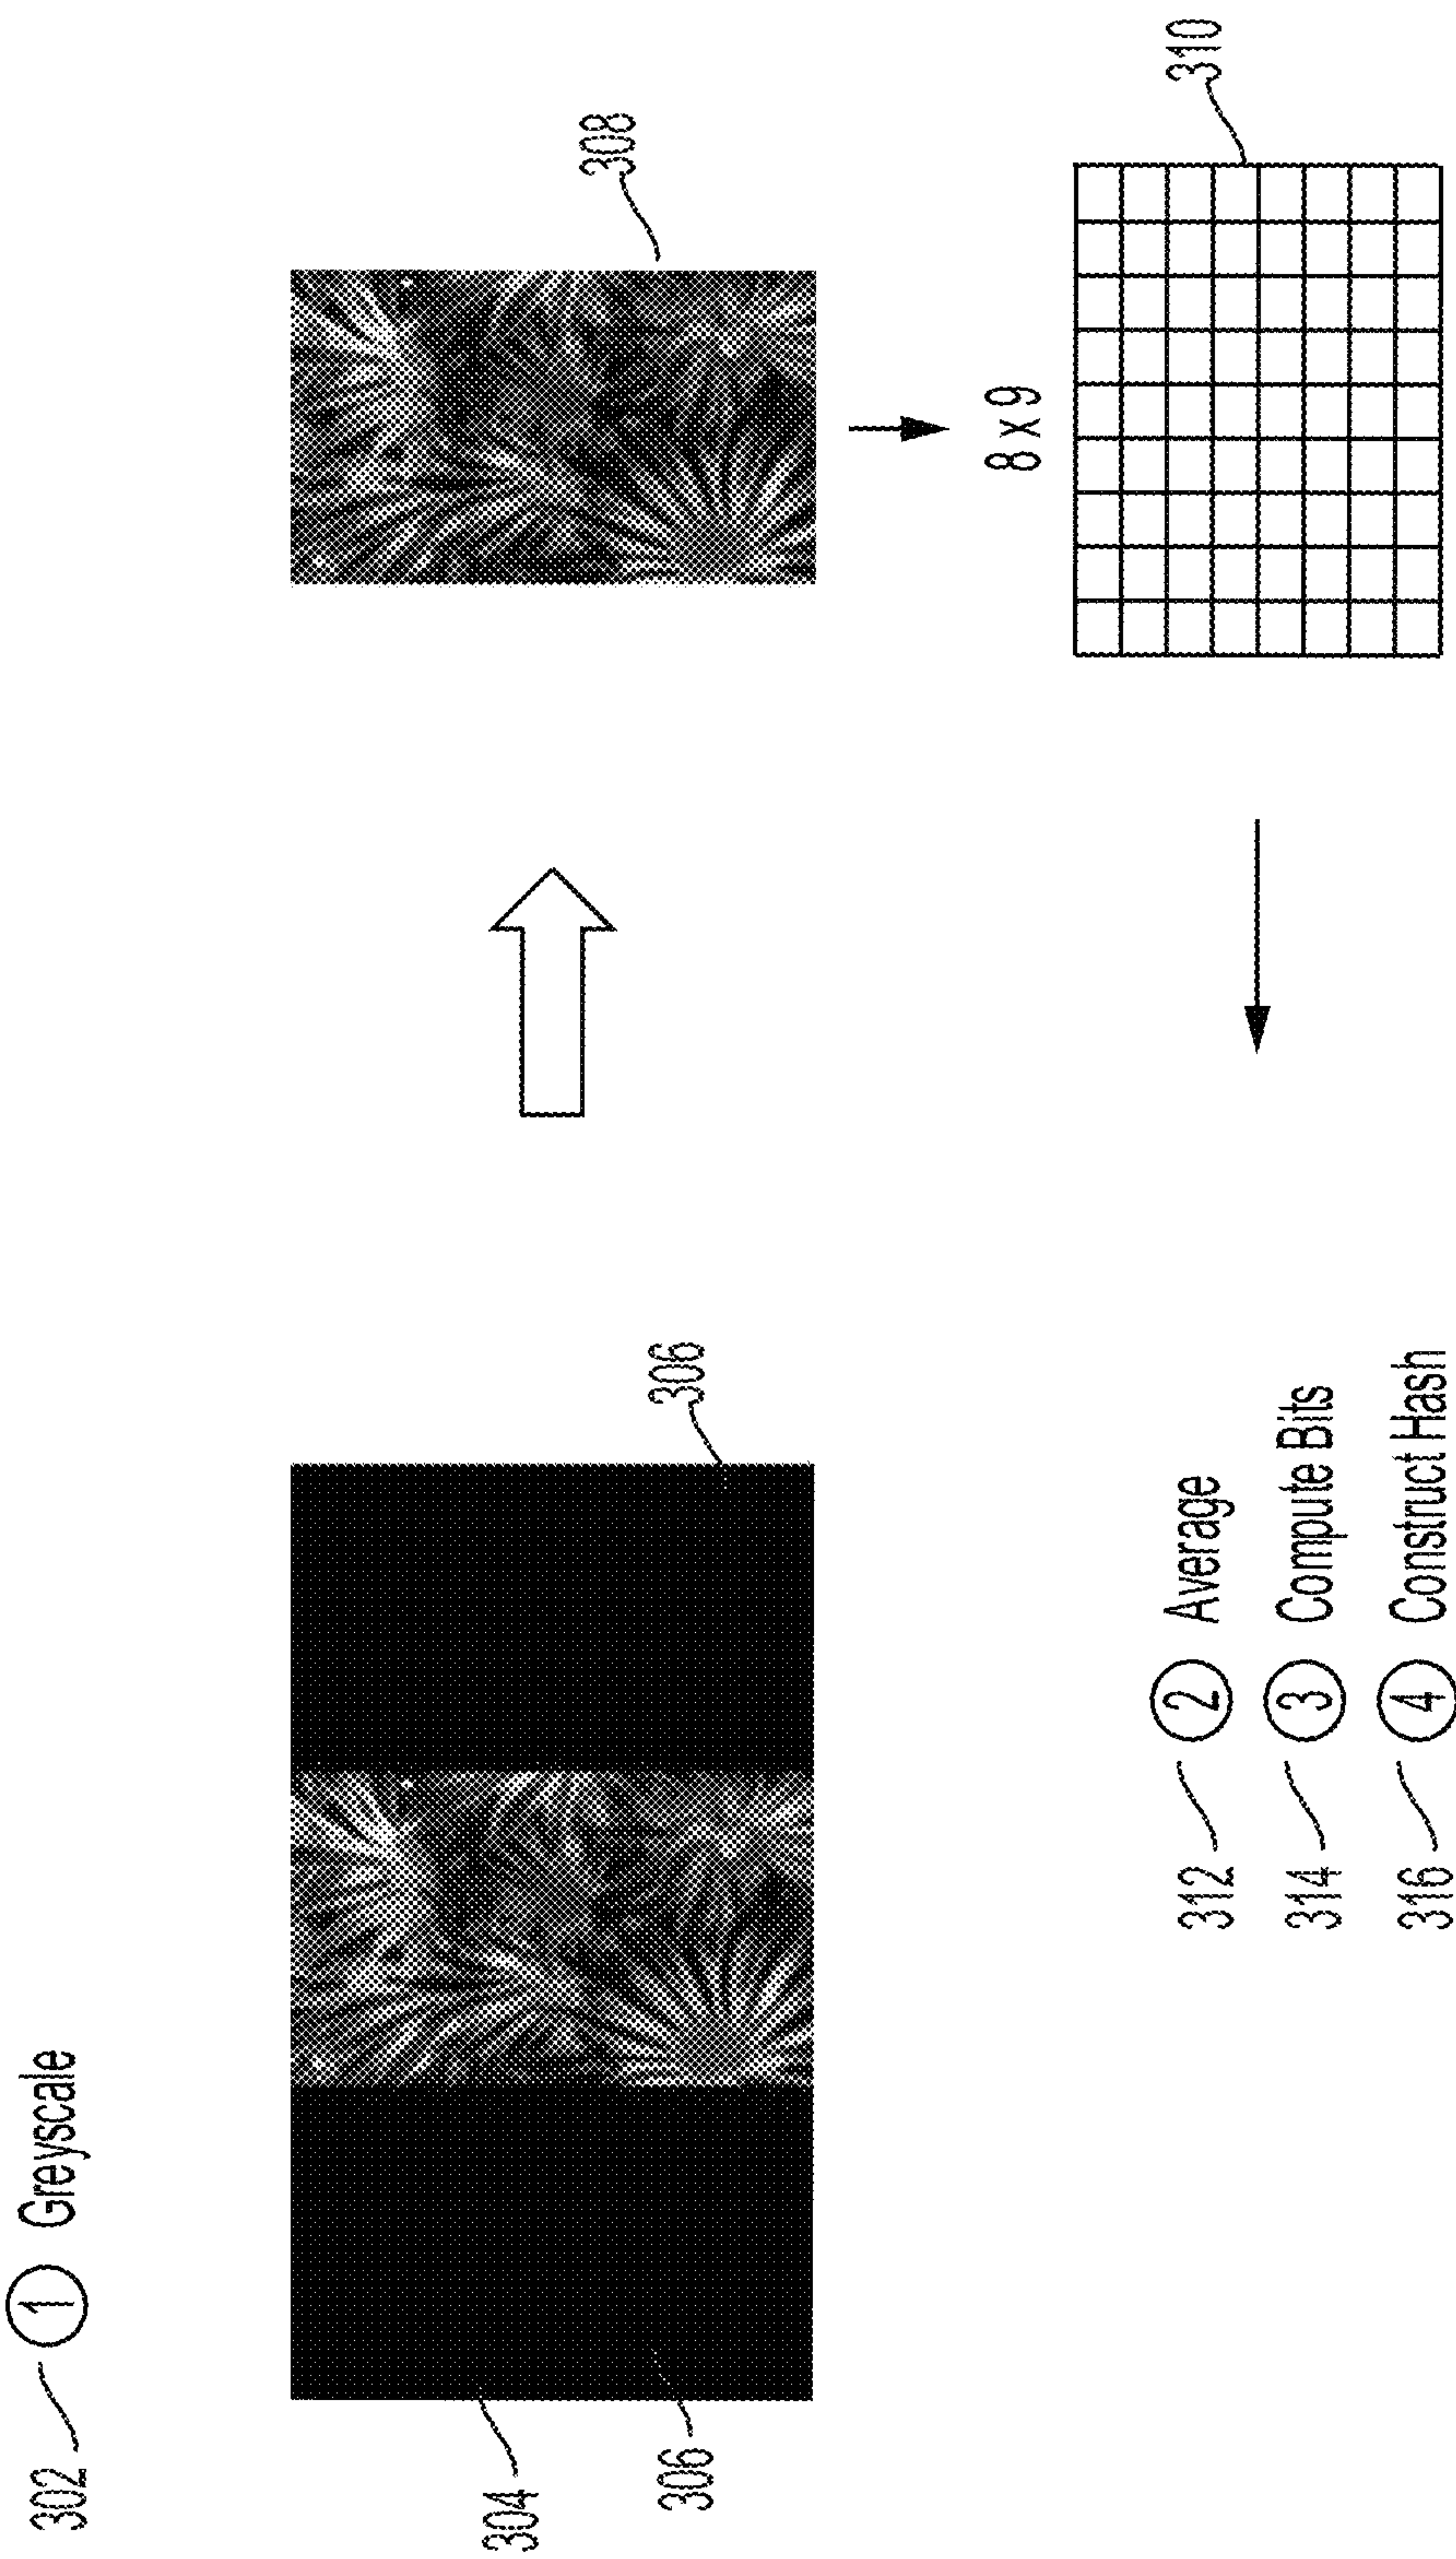 302 1 Greyscale
304
306
306
308
8 x 9
310
312 2 Average
314 3 Compute Bits
316 4 Construct Hash